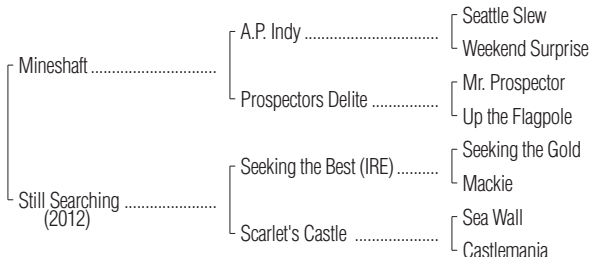 Seattle Slew
A.P. Indy ..............................
Weekend Surprise
Mineshaft ............................
Mr. Prospector
Prospectors Delite ...............
Up the Flagpole
Seeking the Gold
Seeking the Best (IRE) .........
Mackie
Still Searching .....................
(2012)
Sea Wall
Scarlet's Castle ...................
Castlemania